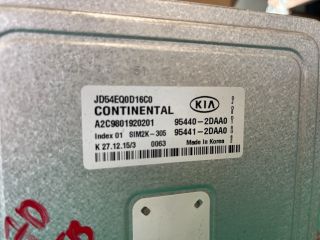 JD54EQ0D16C0
CONTINENTAL KIA
A2C9801920201 95440-2DAA0
Index 01 SIM2K-305 95441-2DAA0
K 27.12.15/3 0063 Made in Korea